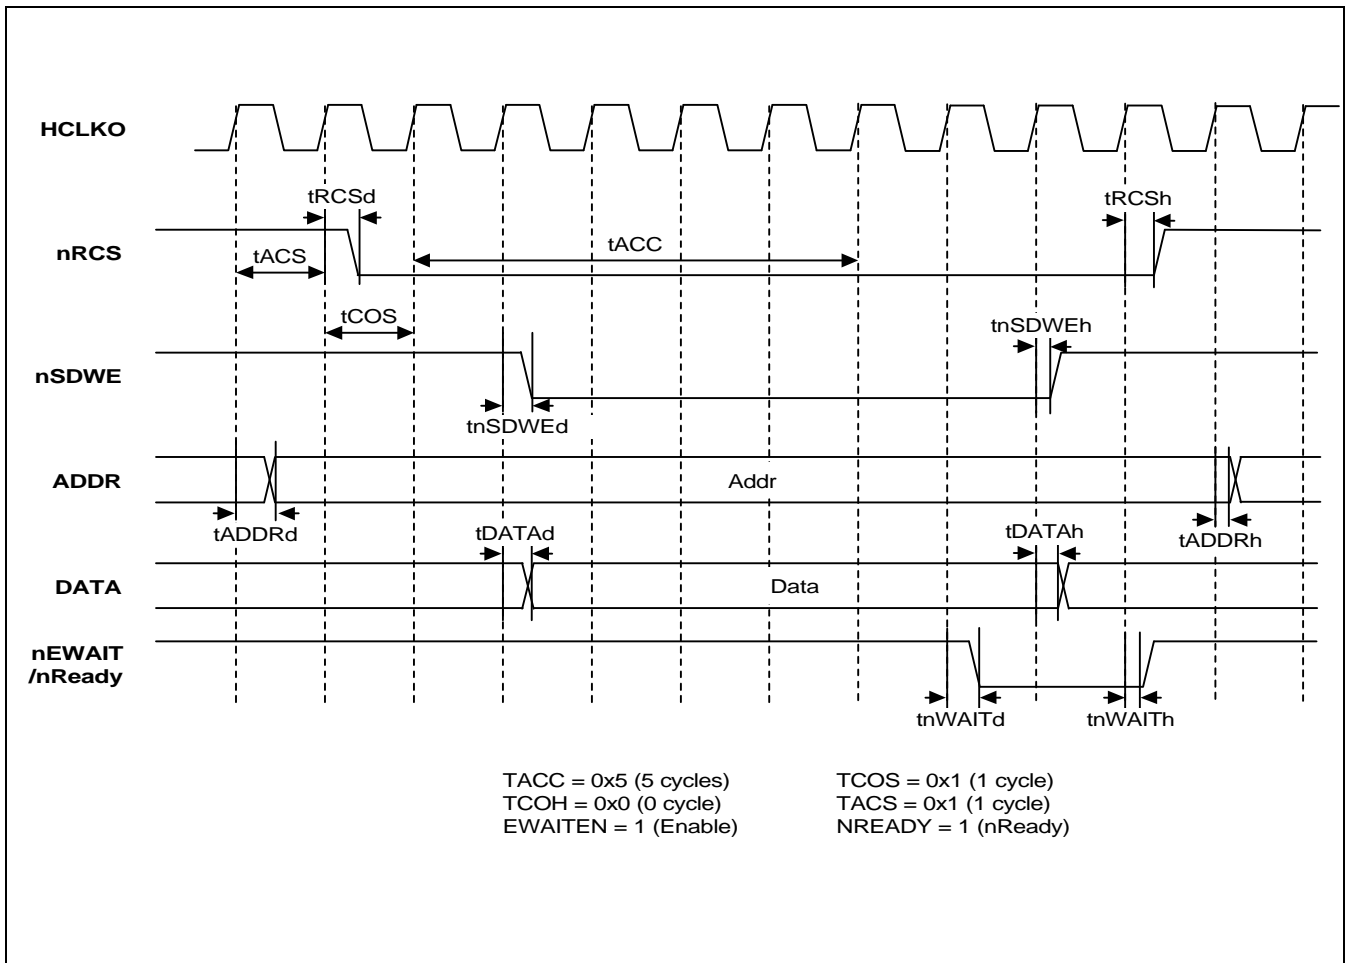 HCLKO
tRCSd
tRCSh
nRCS
tACS
tACC
tCOS
tnSDWEh
nSDWE
tnSDWEd
ADDR
Addr
tADDRd
tDATAd
tDATAh
tADDRh
DATA
Data
nEWAIT
/nReady
tnWAITd
tnWAITh
TACC = 0x5 (5 cycles)
TCOS = 0x1 (1 cycle)
TCOH = 0x0 (0 cycle)
TACS = 0x1 (1 cycle)
EWAITEN = 1 (Enable)
NREADY = 1 (nReady)